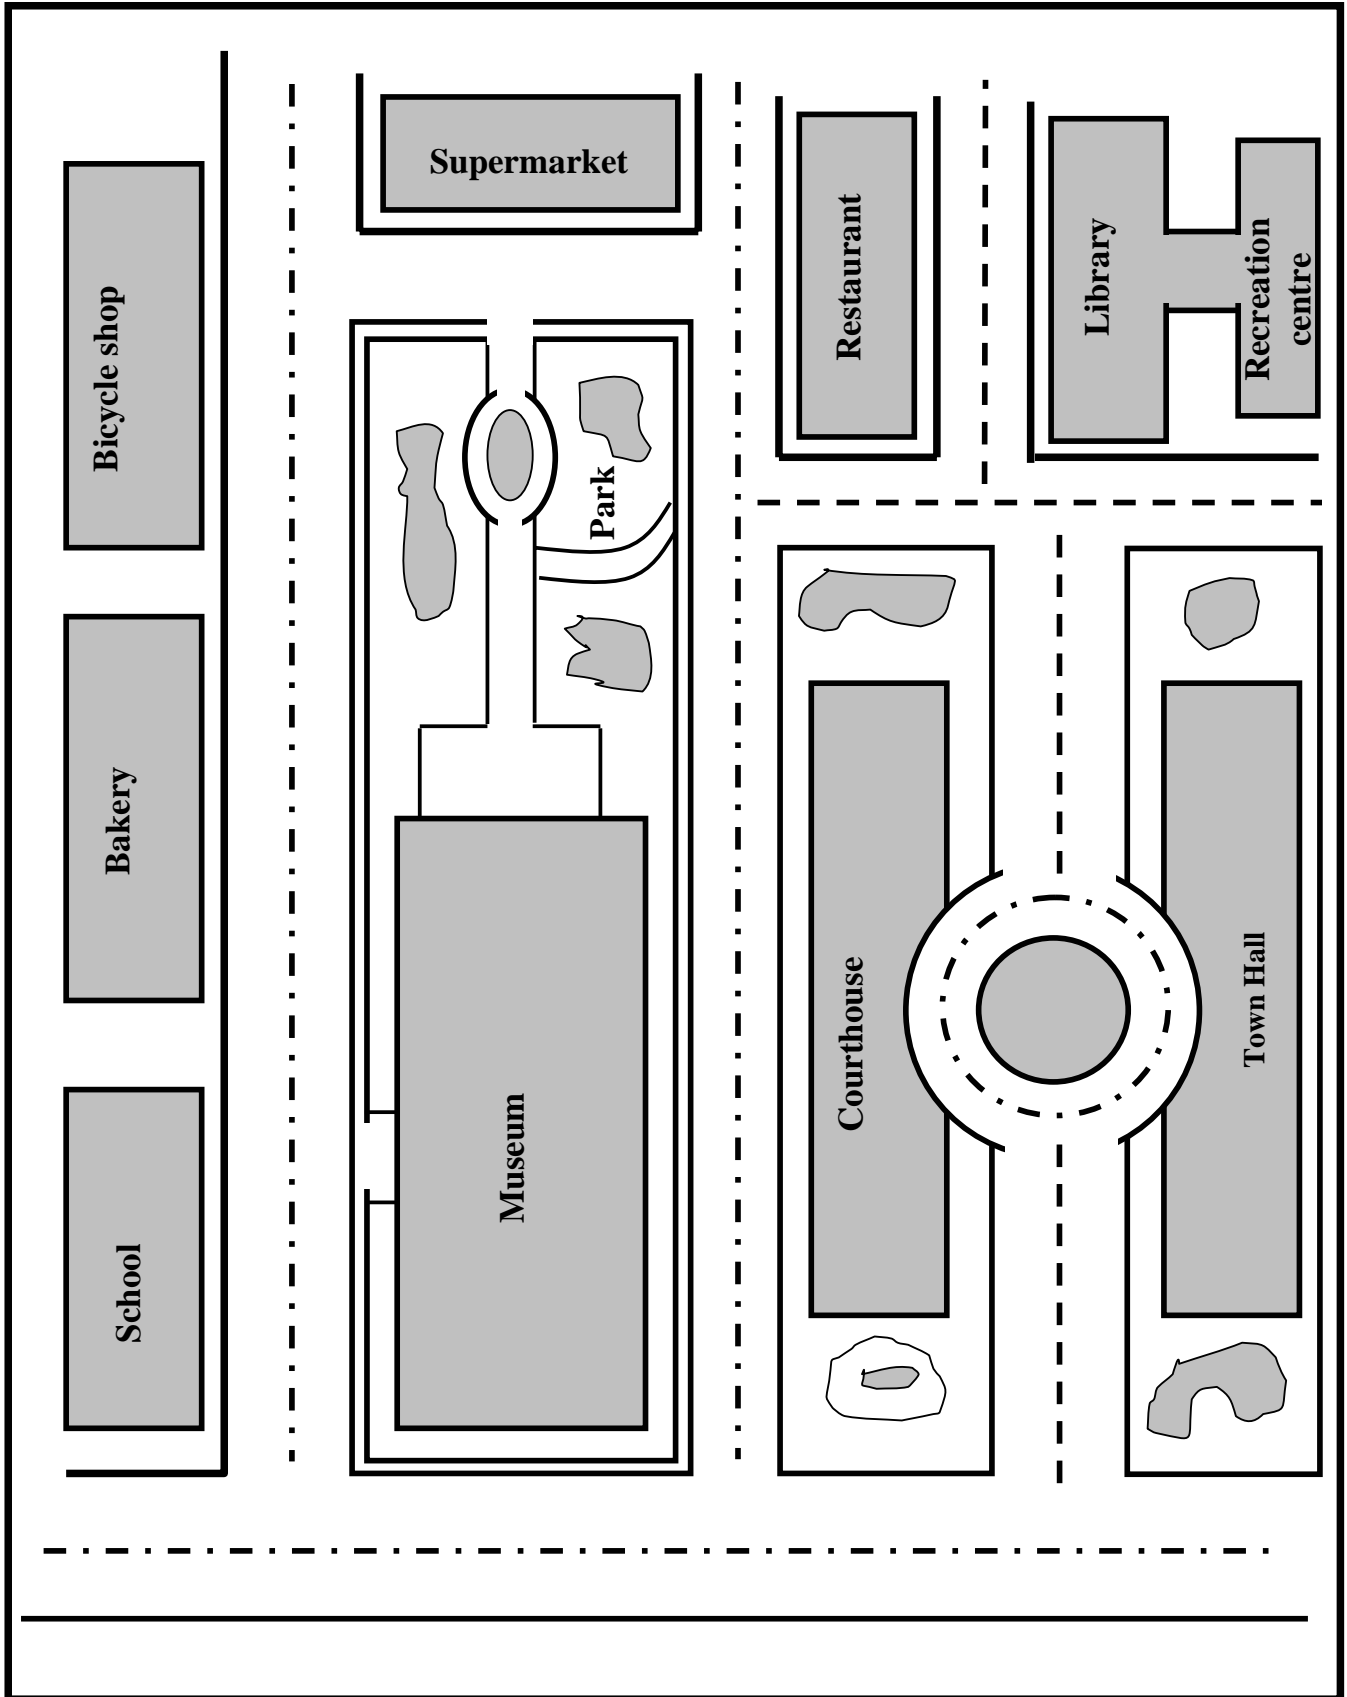 Supermarket
Restaurant
Library
Recreation
centre
Bicycle shop
Park
Bakery
Courthouse
Town Hall
Museum
School